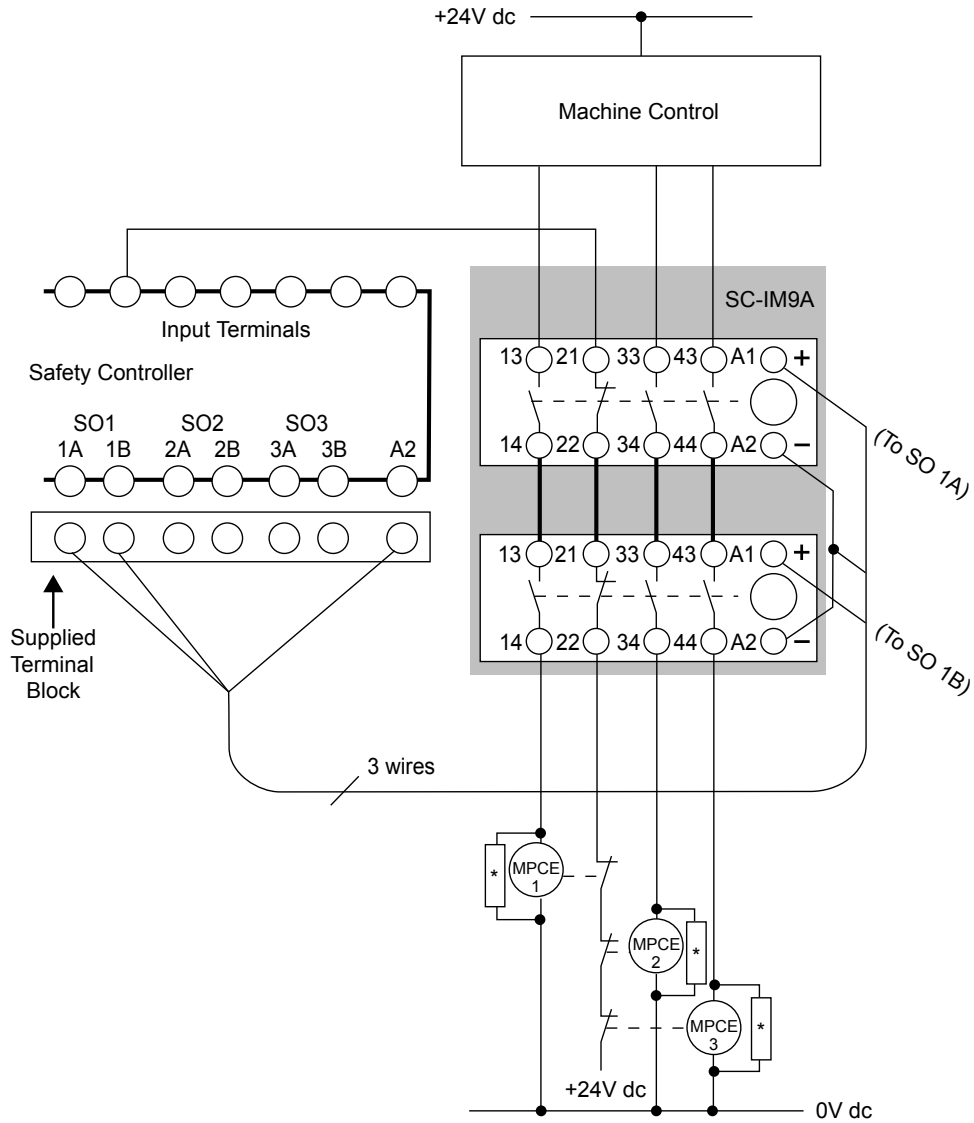 +24V dc
Machine Control
SC-IM9A
Input Terminals
13 21 33 43 A1 +
Safety Controller
SO1 SO2 SO3
1A 1B 2A 2B 3A 3B A2
14 22 34 44 A2 −
(To SO 1A)
13 21 33 43 A1 +
Supplied
Terminal
Block
14 22 34 44 A2 −
(To SO 1B)
3 wires
* MPCE
1
MPCE *
2
MPCE *
3
+24V dc
0V dc